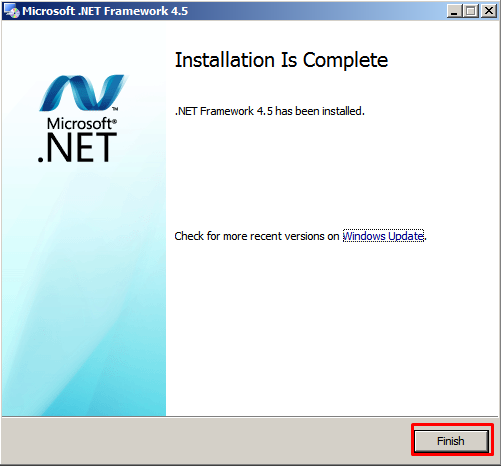 Microsoft .NET Framework 4.5
Installation Is Complete
.NET Framework 4.5 has been installed.
Microsoft®
.NET™
Check for more recent versions on Windows Update.
Finish